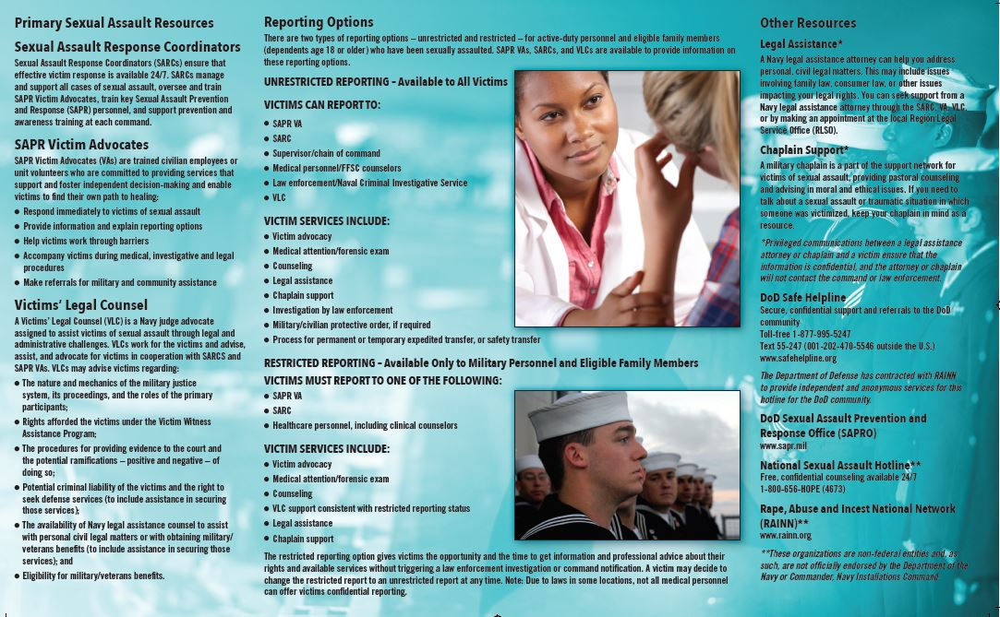 Primary Sexual Assault Resources
Sexual Assault Response Coordinators
Sexual Assault Response Coordinators (SARCs) ensure that
effective victim response is available 24/7. SARCs manage
and support all cases of sexual assault, oversee and train
SAPR Victim Advocates, train key Sexual Assault Prevention
and Response (SAPR) personnel, and support prevention and
awareness training at each command.
SAPR Victim Advocates
SAPR Victim Advocates (VAs) are trained civilian employees or
unit volunteers who are committed to providing services that
support and foster independent decision-making and enable
victims to find their own path to healing:
• Respond immediately to victims of sexual assault
• Provide information and explain reporting options
• Help victims work through barriers
• Accompany victims during medical, investigative and legal
procedures
• Make referrals for military and community assistance
Victims' Legal Counsel
A Victims' Legal Counsel (VLC) is a Navy judge advocate
assigned to assist victims of sexual assault through legal and
administrative challenges. VLCs work for the victims and advise,
assist, and advocate for victims in cooperation with SARCS and
SAPR VAs. VLCs may advise victims regarding:
• The nature and mechanics of the military justice
system, its proceedings, and the roles of the primary
participants;
• Rights afforded the victims under the Victim Witness
Assistance Program;
• The procedures for providing evidence to the court and
the potential ramifications – positive and negative – of
doing so;
• Potential criminal liability of the victims and the right to
seek defense services (to include assistance in securing
those services);
• The availability of Navy legal assistance counsel to assist
with personal civil legal matters or with obtaining military/
veterans benefits (to include assistance in securing those
services); and
• Eligibility for military/veterans benefits.
Reporting Options
There are two types of reporting options – unrestricted and restricted – for active-duty personnel and eligible family members
(dependents age 18 or older) who have been sexually assaulted. SAPR VAs, SARCs, and VLCs are available to provide information on
these reporting options.
UNRESTRICTED REPORTING – Available to All Victims
VICTIMS CAN REPORT TO:
• SAPR VA
• SARC
• Supervisor/chain of command
• Medical personnel/FFSC counselors
• Law enforcement/Naval Criminal Investigative Service
• VLC
VICTIM SERVICES INCLUDE:
• Victim advocacy
• Medical attention/forensic exam
• Counseling
• Legal assistance
• Chaplain support
• Investigation by law enforcement
• Military/civilian protective order, if required
• Process for permanent or temporary expedited transfer, or safety transfer
RESTRICTED REPORTING – Available Only to Military Personnel and Eligible Family Members
VICTIMS MUST REPORT TO ONE OF THE FOLLOWING:
• SAPR VA
• SARC
• Healthcare personnel, including clinical counselors
VICTIM SERVICES INCLUDE:
• Victim advocacy
• Medical attention/forensic exam
• Counseling
• VLC support consistent with restricted reporting status
• Legal assistance
• Chaplain support
The restricted reporting option gives victims the opportunity and the time to get information and professional advice about their
rights and available services without triggering a law enforcement investigation or command notification. A victim may decide to
change the restricted report to an unrestricted report at any time. Note: Due to laws in some locations, not all medical personnel
can offer victims confidential reporting.
Other Resources
Legal Assistance*
A Navy legal assistance attorney can help you address
personal, civil legal matters. This may include issues
involving family law, consumer law, or other issues
impacting your legal rights. You can seek support from a
Navy legal assistance attorney through the SARC, VA, VLC,
or by making an appointment at the local Region Legal
Service Office (RLSO).
Chaplain Support*
A military chaplain is a part of the support network for
victims of sexual assault, providing pastoral counseling
and advising in moral and ethical issues. If you need to
talk about a sexual assault or traumatic situation in which
someone was victimized, keep your chaplain in mind as a
resource.
*Privileged communications between a legal assistance
attorney or chaplain and a victim ensure that the
information is confidential, and the attorney or chaplain
will not contact the command or law enforcement.
DoD Safe Helpline
Secure, confidential support and referrals to the DoD
community
Toll-free 1-877-995-5247
Text 55-247 (001-202-470-5546 outside the U.S.)
www.safehelpline.org
The Department of Defense has contracted with RAINN
to provide independent and anonymous services for this
hotline for the DoD community.
DoD Sexual Assault Prevention and
Response Office (SAPRO)
www.sapr.mil
National Sexual Assault Hotline**
Free, confidential counseling available 24/7
1-800-656-HOPE (4673)
Rape, Abuse and Incest National Network
(RAINN)**
www.rainn.org
**These organizations are non-federal entities and, as
such, are not officially endorsed by the Department of the
Navy or Commander, Navy Installations Command.